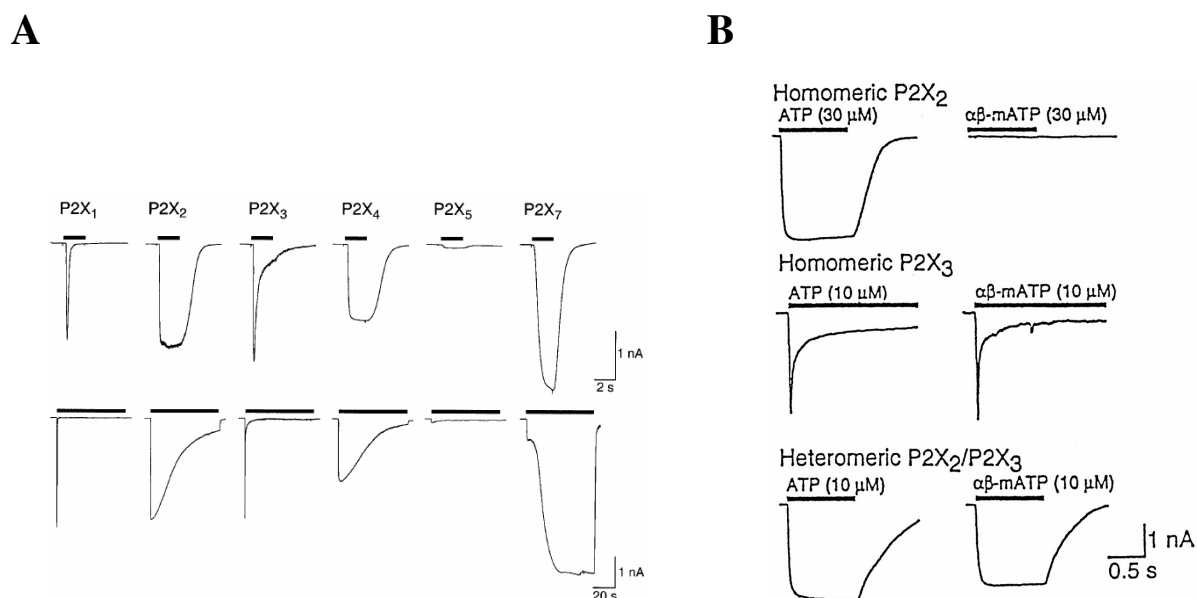 A
B
P2X₁ P2X₂ P2X₃ P2X₄ P2X₅ P2X₇
1 nA
2 s
1 nA
20 s
Homomeric P2X₂
ATP (30 μM) αβ-mATP (30 μM)
Homomeric P2X₃
ATP (10 μM) αβ-mATP (10 μM)
Heteromeric P2X₂/P2X₃
ATP (10 μM) αβ-mATP (10 μM)
1 nA
0.5 s